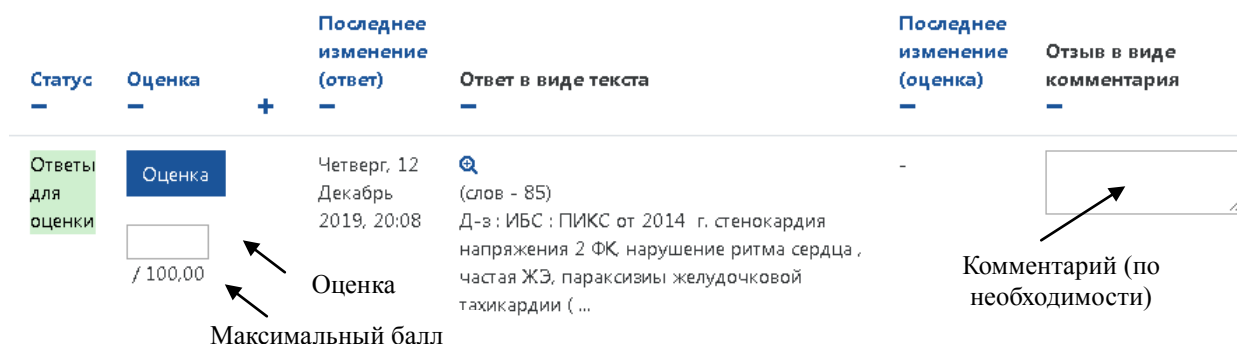 Статус
Оценка
Последнее
изменение
(ответ)
Ответ в виде текста
Последнее
изменение
(оценка)
Отзыв в виде
комментария
Ответы
для
оценки
Оценка
/ 100,00
Четверг, 12
Декабрь
2019, 20:08
(слов - 85)
Д-з : ИБС : ПИКС от 2014 г. стенокардия
напряжения 2 ФК, нарушение ритма сердца ,
частая ЖЭ, параксизиы желудочковой
тахикардии ( ...
-
Оценка
Максимальный балл
Комментарий (по
необходимости)